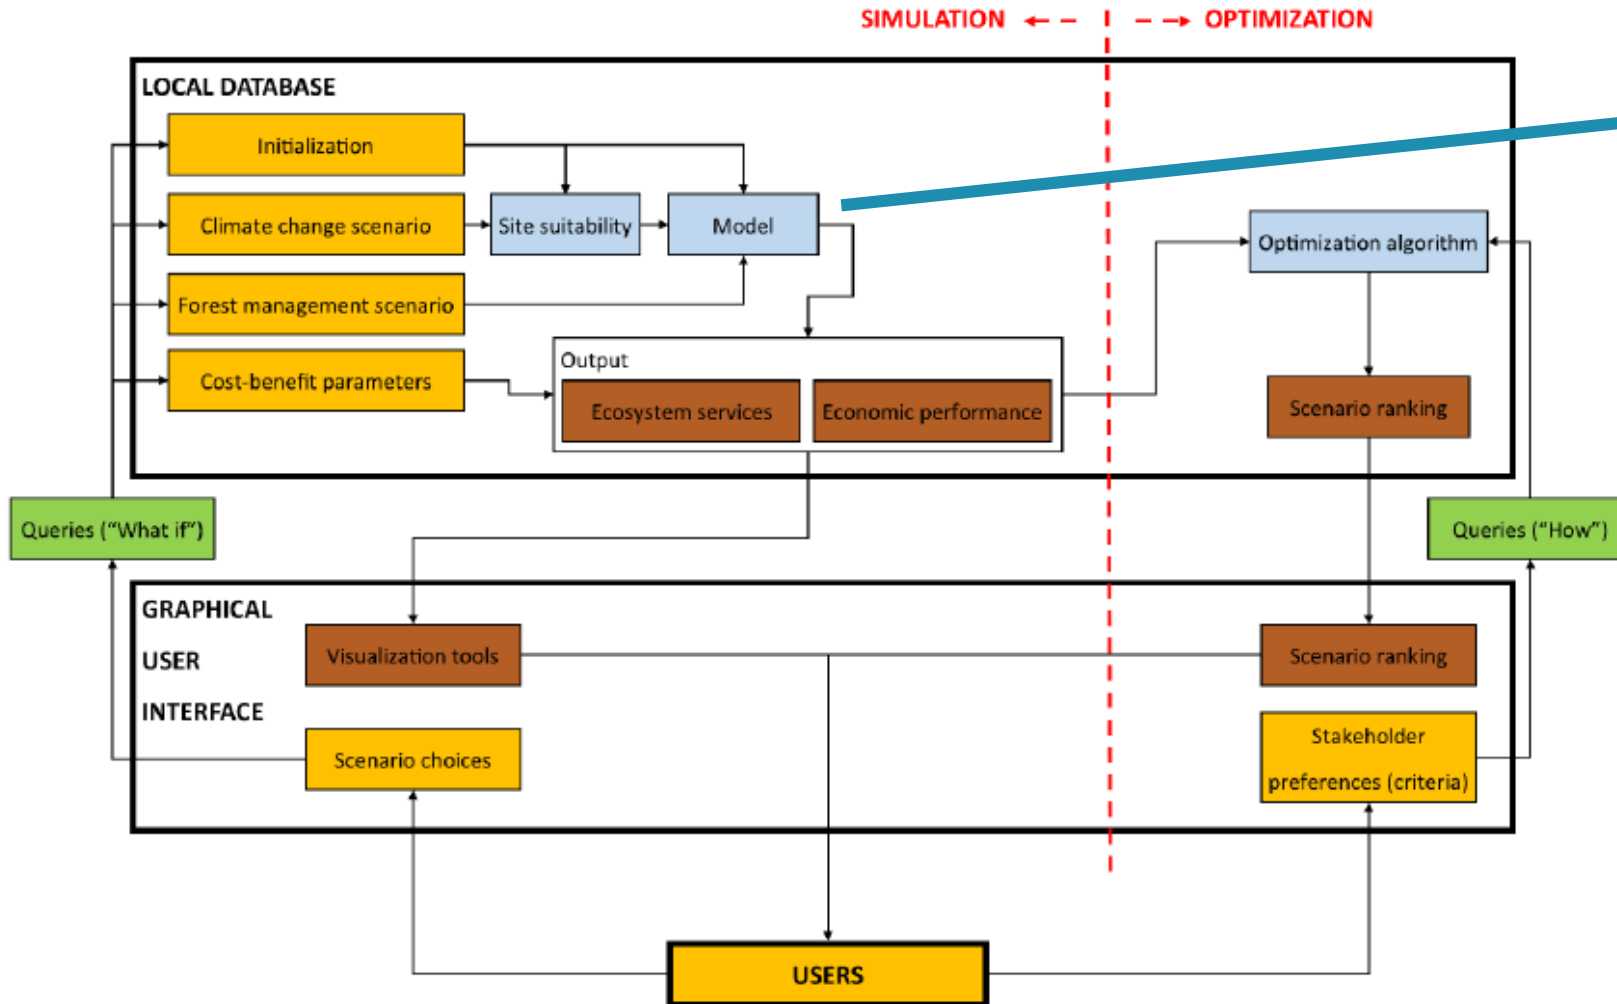 SIMULATION
OPTIMIZATION
LOCAL DATABASE
Initialization
Climate change scenario
Site suitability
Model
Optimization algorithm
Forest management scenario
Output
Cost-benefit parameters
Ecosystem services
Economic performance
Scenario ranking
Queries (“What if”)
Queries (“How”)
GRAPHICAL
USER
INTERFACE
Visualization tools
Scenario ranking
Scenario choices
Stakeholder
preferences (criteria)
USERS